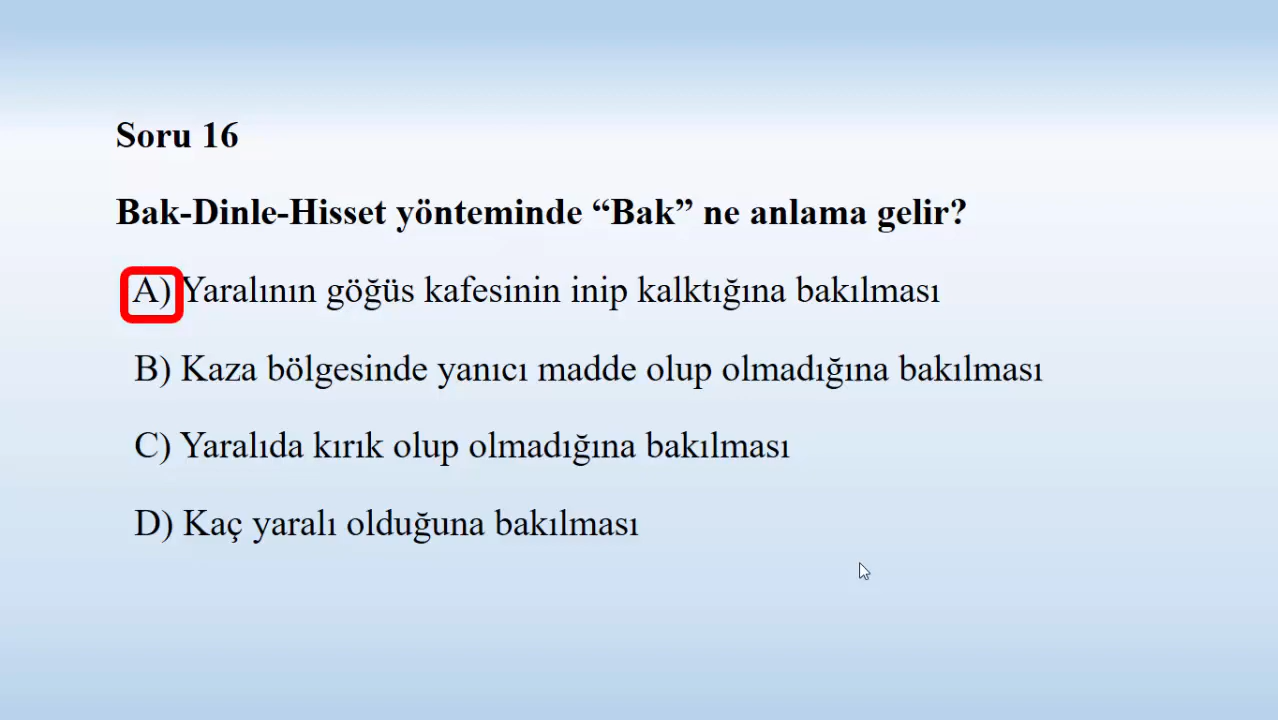 Soru 16
Bak-Dinle-Hisset yönteminde “Bak” ne anlama gelir?
A) Yaralının göğüs kafesinin inip kalktığına bakılması
B) Kaza bölgesinde yanıcı madde olup olmadığına bakılması
C) Yaralıda kırık olup olmadığına bakılması
D) Kaç yaralı olduğuna bakılması